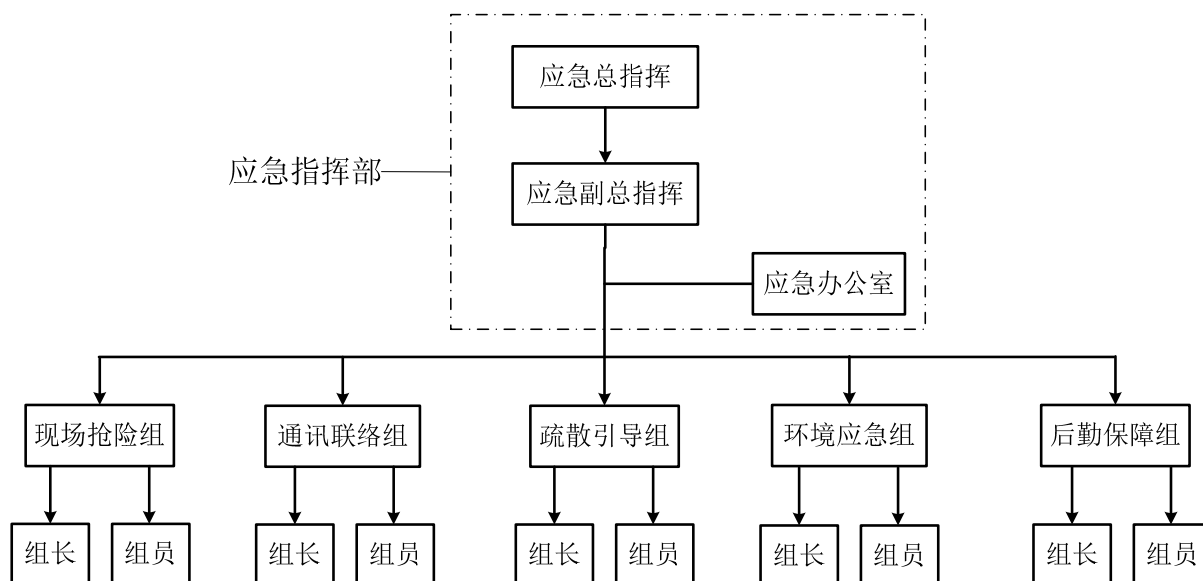 应急总指挥
应急指挥部
应急副总指挥
应急办公室
现场抢险组
通讯联络组
疏散引导组
环境应急组
后勤保障组
组长
组员
组长
组员
组长
组员
组长
组员
组长
组员